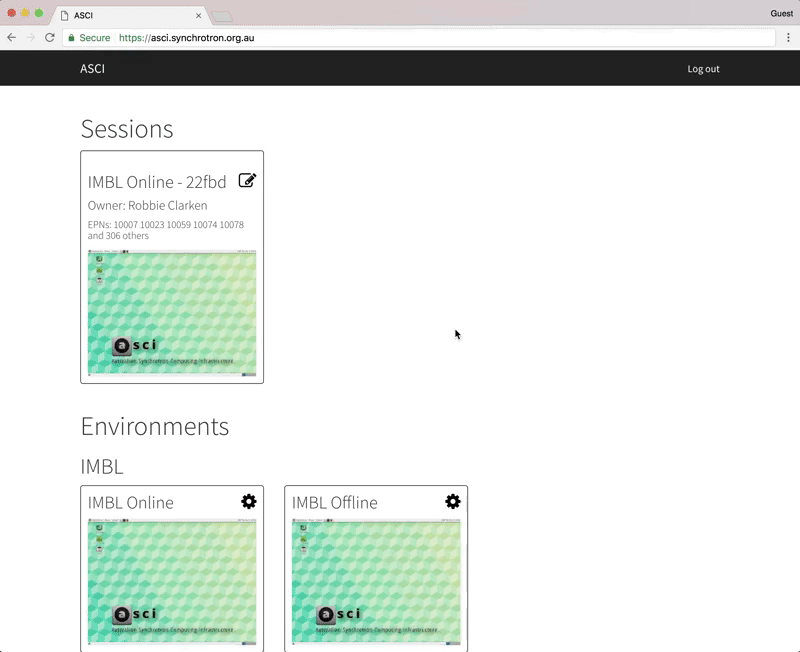 ASCI
Guest
Secure https://asci.synchrotron.org.au
ASCI
Log out
Sessions
IMBL Online - 22fbd
Owner: Robbie Clarken
EPNs: 10007 10023 10059 10074 10078
and 306 others
asci
Australian Synchrotron Computing Infrastructure
Environments
IMBL
IMBL Online
IMBL Offline
asci
Australian Synchrotron Computing Infrastructure
asci
Australian Synchrotron Computing Infrastructure